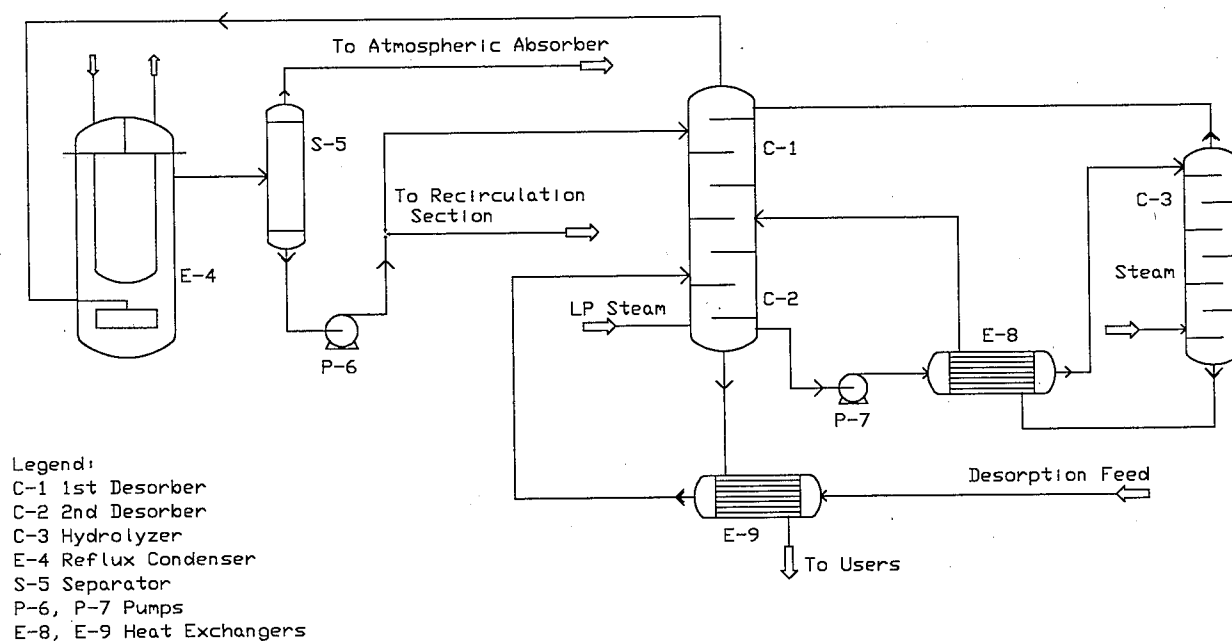 To Atmospheric Absorber
S-5
C-1
To Recirculation
Section
C-3
E-4
Steam
LP Steam
C-2
E-8
P-6
P-7
Desorption Feed
E-9
To Users
Legend:
C-1 1st Desorber
C-2 2nd Desorber
C-3 Hydrolyzer
E-4 Reflux Condenser
S-5 Separator
P-6, P-7 Pumps
E-8, E-9 Heat Exchangers